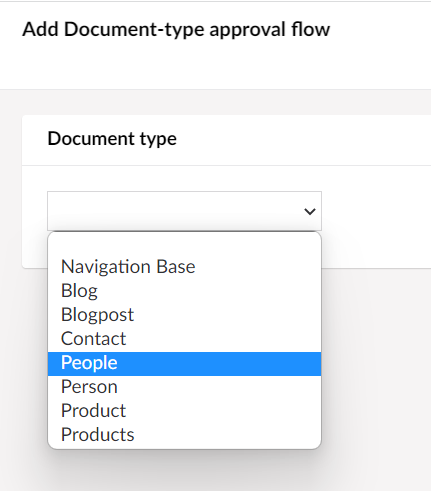 Add Document-type approval flow
Document type
Navigation Base
Blog
Blogpost
Contact
People
Person
Product
Products